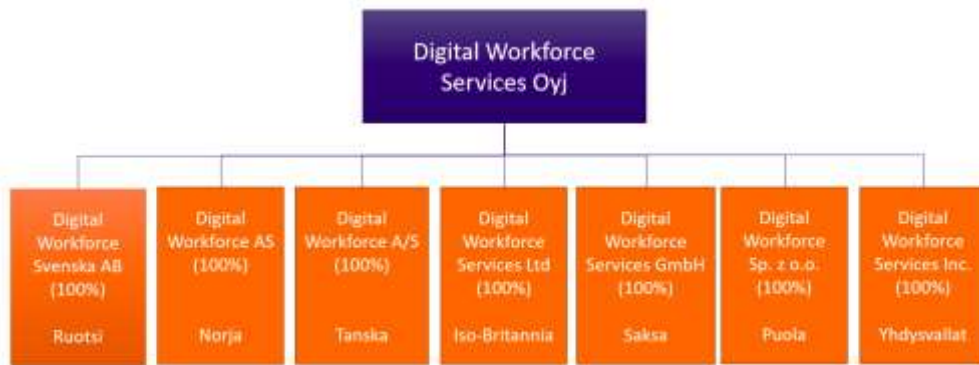 Digital Workforce
Services Oyj
Digital
Workforce
Svenska AB
(100%)
Ruotsi
Digital
Workforce AS
(100%)
Norja
Digital
Workforce A/S
(100%)
Tanska
Digital
Workforce
Services Ltd
(100%)
Iso-Britannia
Digital
Workforce
Services GmbH
(100%)
Saksa
Digital
Workforce
Sp. z o.o.
(100%)
Puola
Digital
Workforce
Services Inc.
(100%)
Yhdysvallat